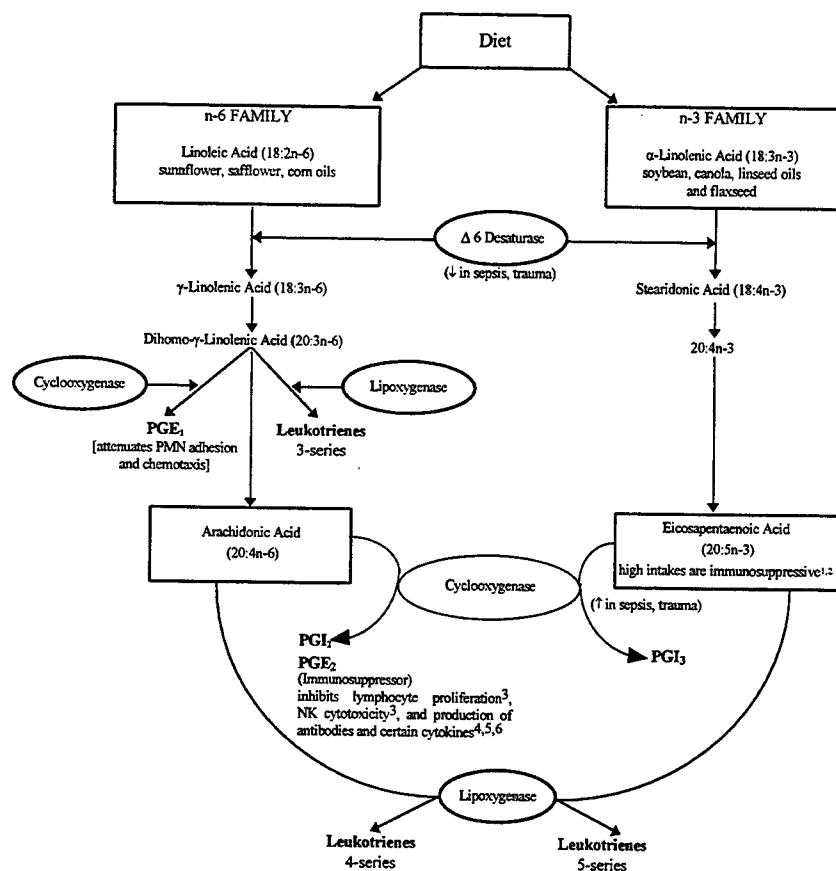 Diet
n-6 FAMILY
Linoleic Acid (18:2n-6)
sunnflower, safflower, corn oils
n-3 FAMILY
α-Linolenic Acid (18:3n-3)
soybean, canola, linseed oils
and flaxseed
Δ 6 Desaturase
(↓ in sepsis, trauma)
γ-Linolenic Acid (18:3n-6)
Stearidonic Acid (18:4n-3)
Dihomo-γ-Linolenic Acid (20:3n-6)
20:4n-3
Cyclooxygenase
Lipoxygenase
PGE₁
[attenuates PMN adhesion
and chemotaxis]
Leukotrienes
3-series
Arachidonic Acid
(20:4n-6)
Eicosapentaenoic Acid
(20:5n-3)
high intakes are immunosuppressive¹,²
Cyclooxygenase
(↑ in sepsis, trauma)
PGI₂
PGI₃
PGE₂
(Immunosuppressor)
inhibits lymphocyte proliferation³,
NK cytotoxicity³, and production of
antibodies and certain cytokines⁴,⁵,⁶
Lipoxygenase
Leukotrienes
4-series
Leukotrienes
5-series